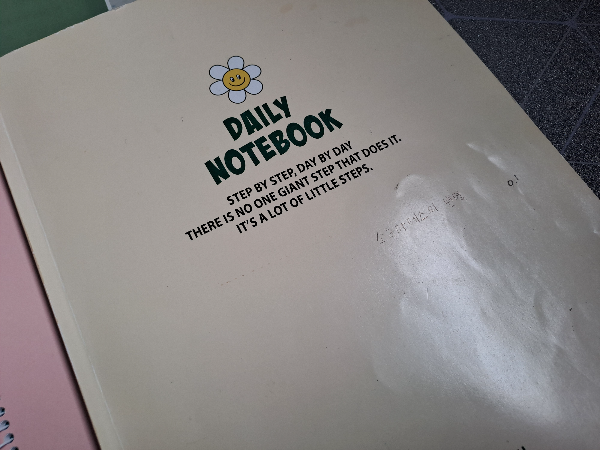 DAILY
NOTEBOOK
STEP BY STEP, DAY BY DAY
THERE IS NO ONE GIANT STEP THAT DOES IT.
IT'S A LOT OF LITTLE STEPS.